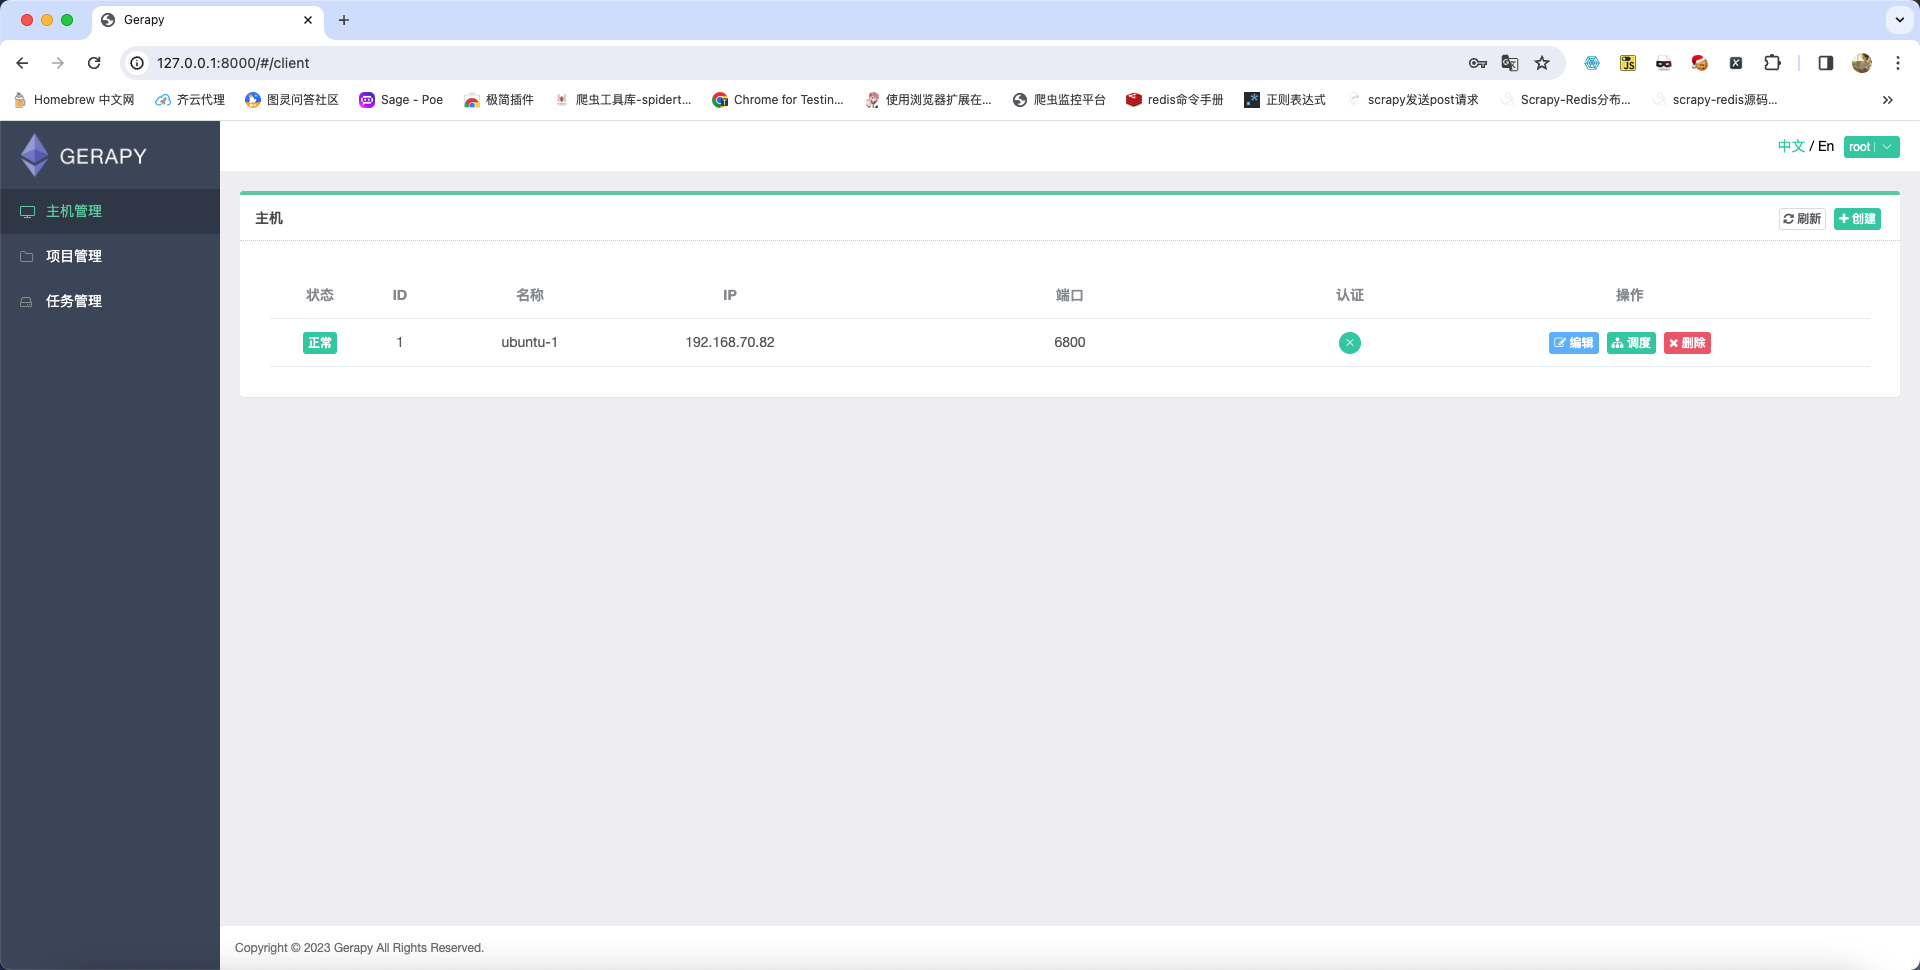 Gerapy
127.0.0.1:8000/#/client
Homebrew 中文网 齐云代理 图灵问答社区 Sage - Poe 极简插件 爬虫工具库-spidert... Chrome for Testin... 使用浏览器扩展在... 爬虫监控平台 redis命令手册 正则表达式 scrapy发送post请求 Scrapy-Redis分布... scrapy-redis源码...
GERAPY
中文 / En root
主机管理
项目管理
任务管理
主机 刷新 创建
状态 ID 名称 IP 端口 认证 操作
正常 1 ubuntu-1 192.168.70.82 6800 编辑 调度 删除
Copyright © 2023 Gerapy All Rights Reserved.